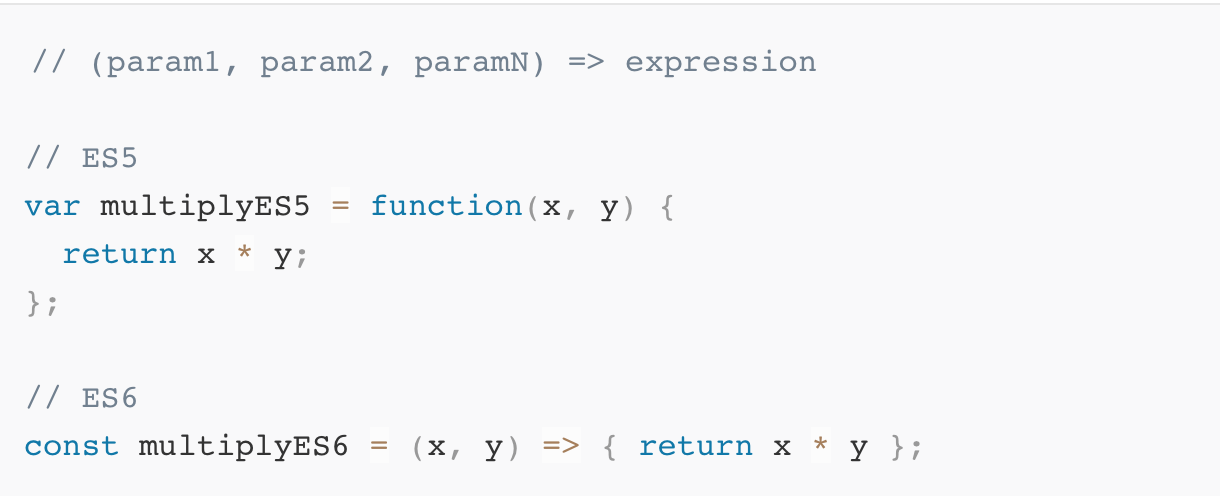 // (param1, param2, paramN) => expression
// ES5
var multiplyES5 = function(x, y) {
  return x * y;
};
// ES6
const multiplyES6 = (x, y) => { return x * y };